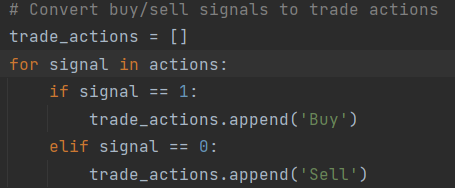 # Convert buy/sell signals to trade actions
trade_actions = []
for signal in actions:
    if signal == 1:
        trade_actions.append('Buy')
    elif signal == 0:
        trade_actions.append('Sell')